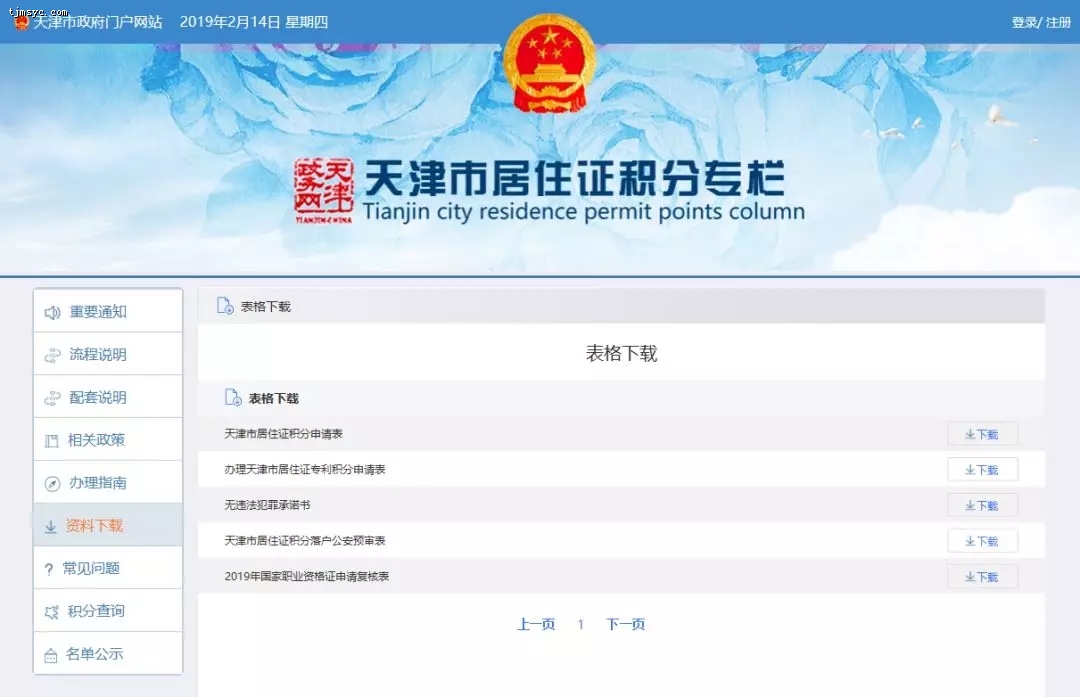 tjmsyc.com
天津市政府门户网站 2019年2月14日 星期四 登录/ 注册
政务网 天津
TIANJIN·CHINA
天津市居住证积分专栏
Tianjin city residence permit points column
重要通知
流程说明
配套说明
相关政策
办理指南
资料下载
常见问题
积分查询
名单公示
表格下载
表格下载
表格下载
天津市居住证积分申请表 下载
办理天津市居住证专利积分申请表 下载
无违法犯罪承诺书 下载
天津市居住证积分落户公安预审表 下载
2019年国家职业资格证申请复核表 下载
上一页 1 下一页